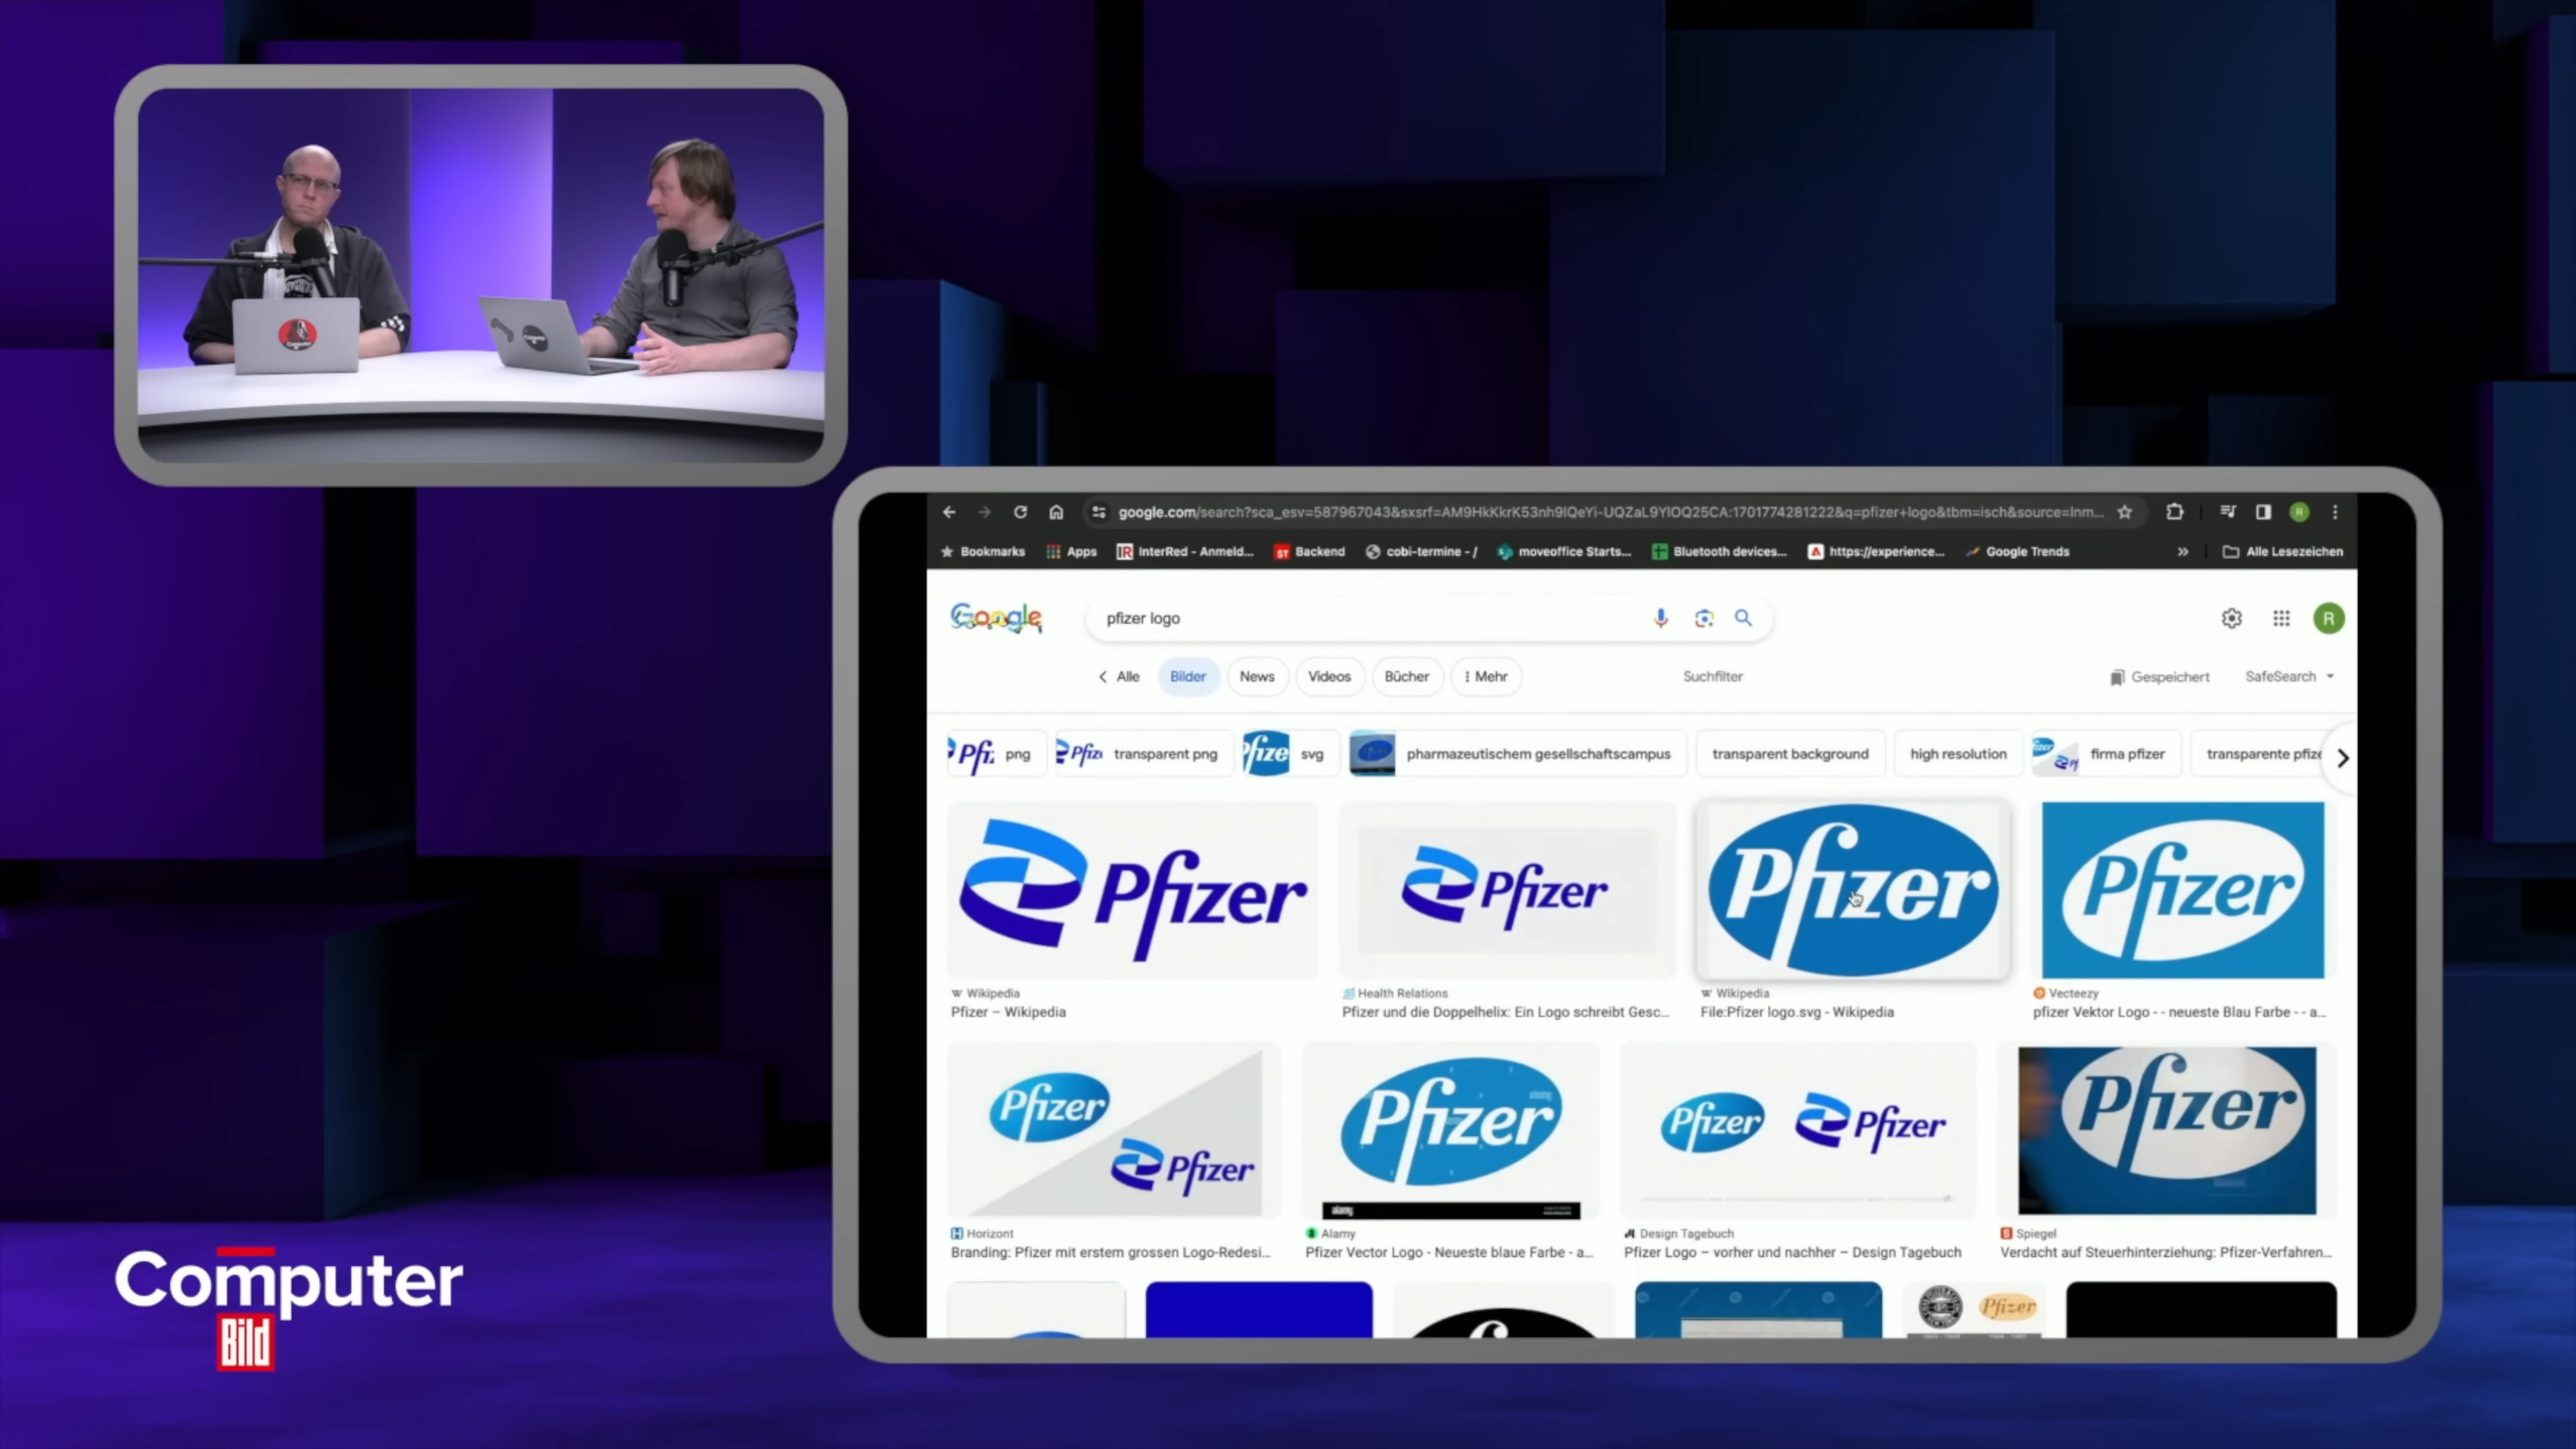 google.com/search?sca_esv=587967043&sxsrf=AM9HkKkrK53nh9lQeYi-UQZaL9YlOQ25CA:1701774281222&q=pfizer+logo&tbm=isch&source=lnm...
Bookmarks Apps InterRed - Anmeld... Backend cobi-termine - / moveoffice Starts... Bluetooth devices... https://experience... Google Trends » Alle Lesezeichen
Google pfizer logo R
Alle Bilder News Videos Bücher Mehr Suchfilter Gespeichert SafeSearch
png transparent png svg pharmazeutischem gesellschaftscampus transparent background high resolution firma pfizer transparente pfize
Pfizer Pfizer Pfizer Pfizer
Wikipedia Health Relations Wikipedia Vecteezy
Pfizer – Wikipedia Pfizer und die Doppelhelix: Ein Logo schreibt Gesc... File:Pfizer logo.svg - Wikipedia pfizer Vektor Logo - - neueste Blau Farbe - - a...
Pfizer Pfizer Pfizer Pfizer Pfizer Pfizer
alamy
Horizont Alamy Design Tagebuch Spiegel
Branding: Pfizer mit erstem grossen Logo-Redesi... Pfizer Vector Logo - Neueste blaue Farbe - a... Pfizer Logo – vorher und nachher – Design Tagebuch Verdacht auf Steuerhinterziehung: Pfizer-Verfahren...
Pfizer
Computer
Bild